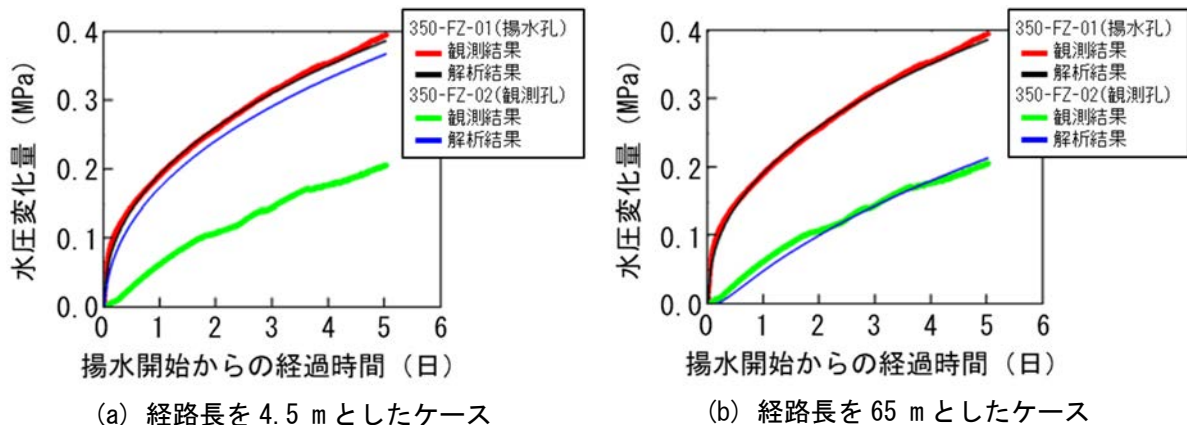 0.4
0.3
0.2
0.1
0.0
水圧変化量 (MPa)
0 1 2 3 4 5 6
揚水開始からの経過時間 (日)
350-FZ-01(揚水孔)
観測結果
解析結果
350-FZ-02(観測孔)
観測結果
解析結果
(a) 経路長を 4.5 m としたケース
0.4
0.3
0.2
0.1
0.0
水圧変化量 (MPa)
0 1 2 3 4 5 6
揚水開始からの経過時間 (日)
350-FZ-01(揚水孔)
観測結果
解析結果
350-FZ-02(観測孔)
観測結果
解析結果
(b) 経路長を 65 m としたケース